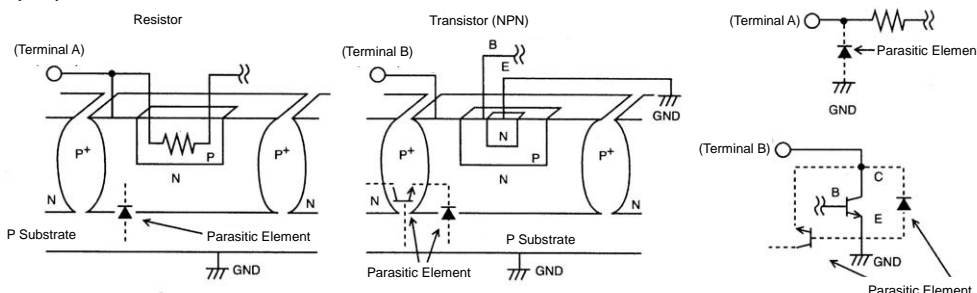 Resistor
Transistor (NPN)
(Terminal A)
(Terminal B)
B
E
GND
P+
P
N
N
N
P+
P+
N
P
N
N
P+
N
P Substrate
Parasitic Element
GND
P Substrate
Parasitic Element
GND
(Terminal A)
Parasitic Elemen
GND
(Terminal B)
C
B
E
GND
Parasitic Element